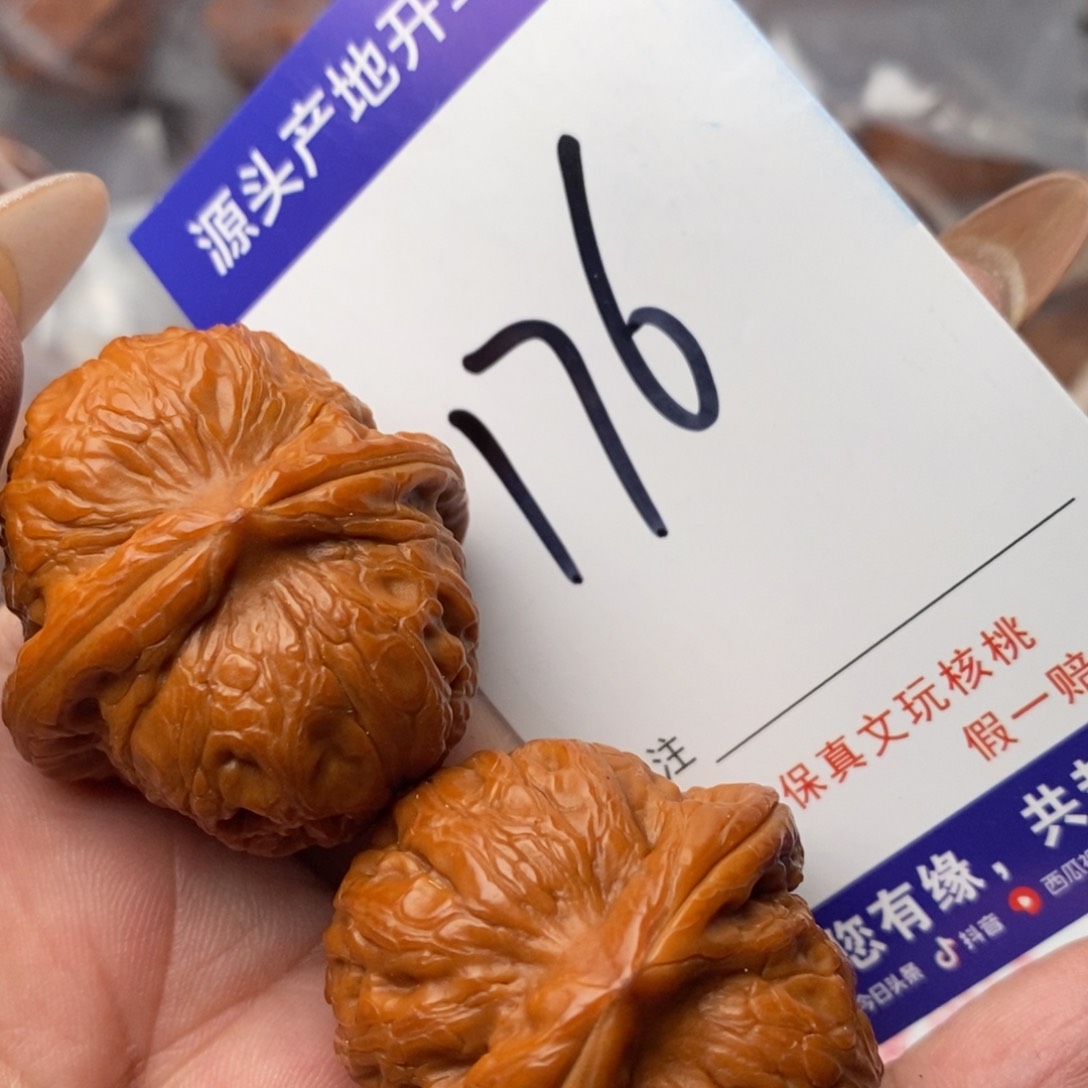 源头产地开
176
注
保真文玩核桃
假一赔
您有缘，共
今日头条 抖音 西瓜